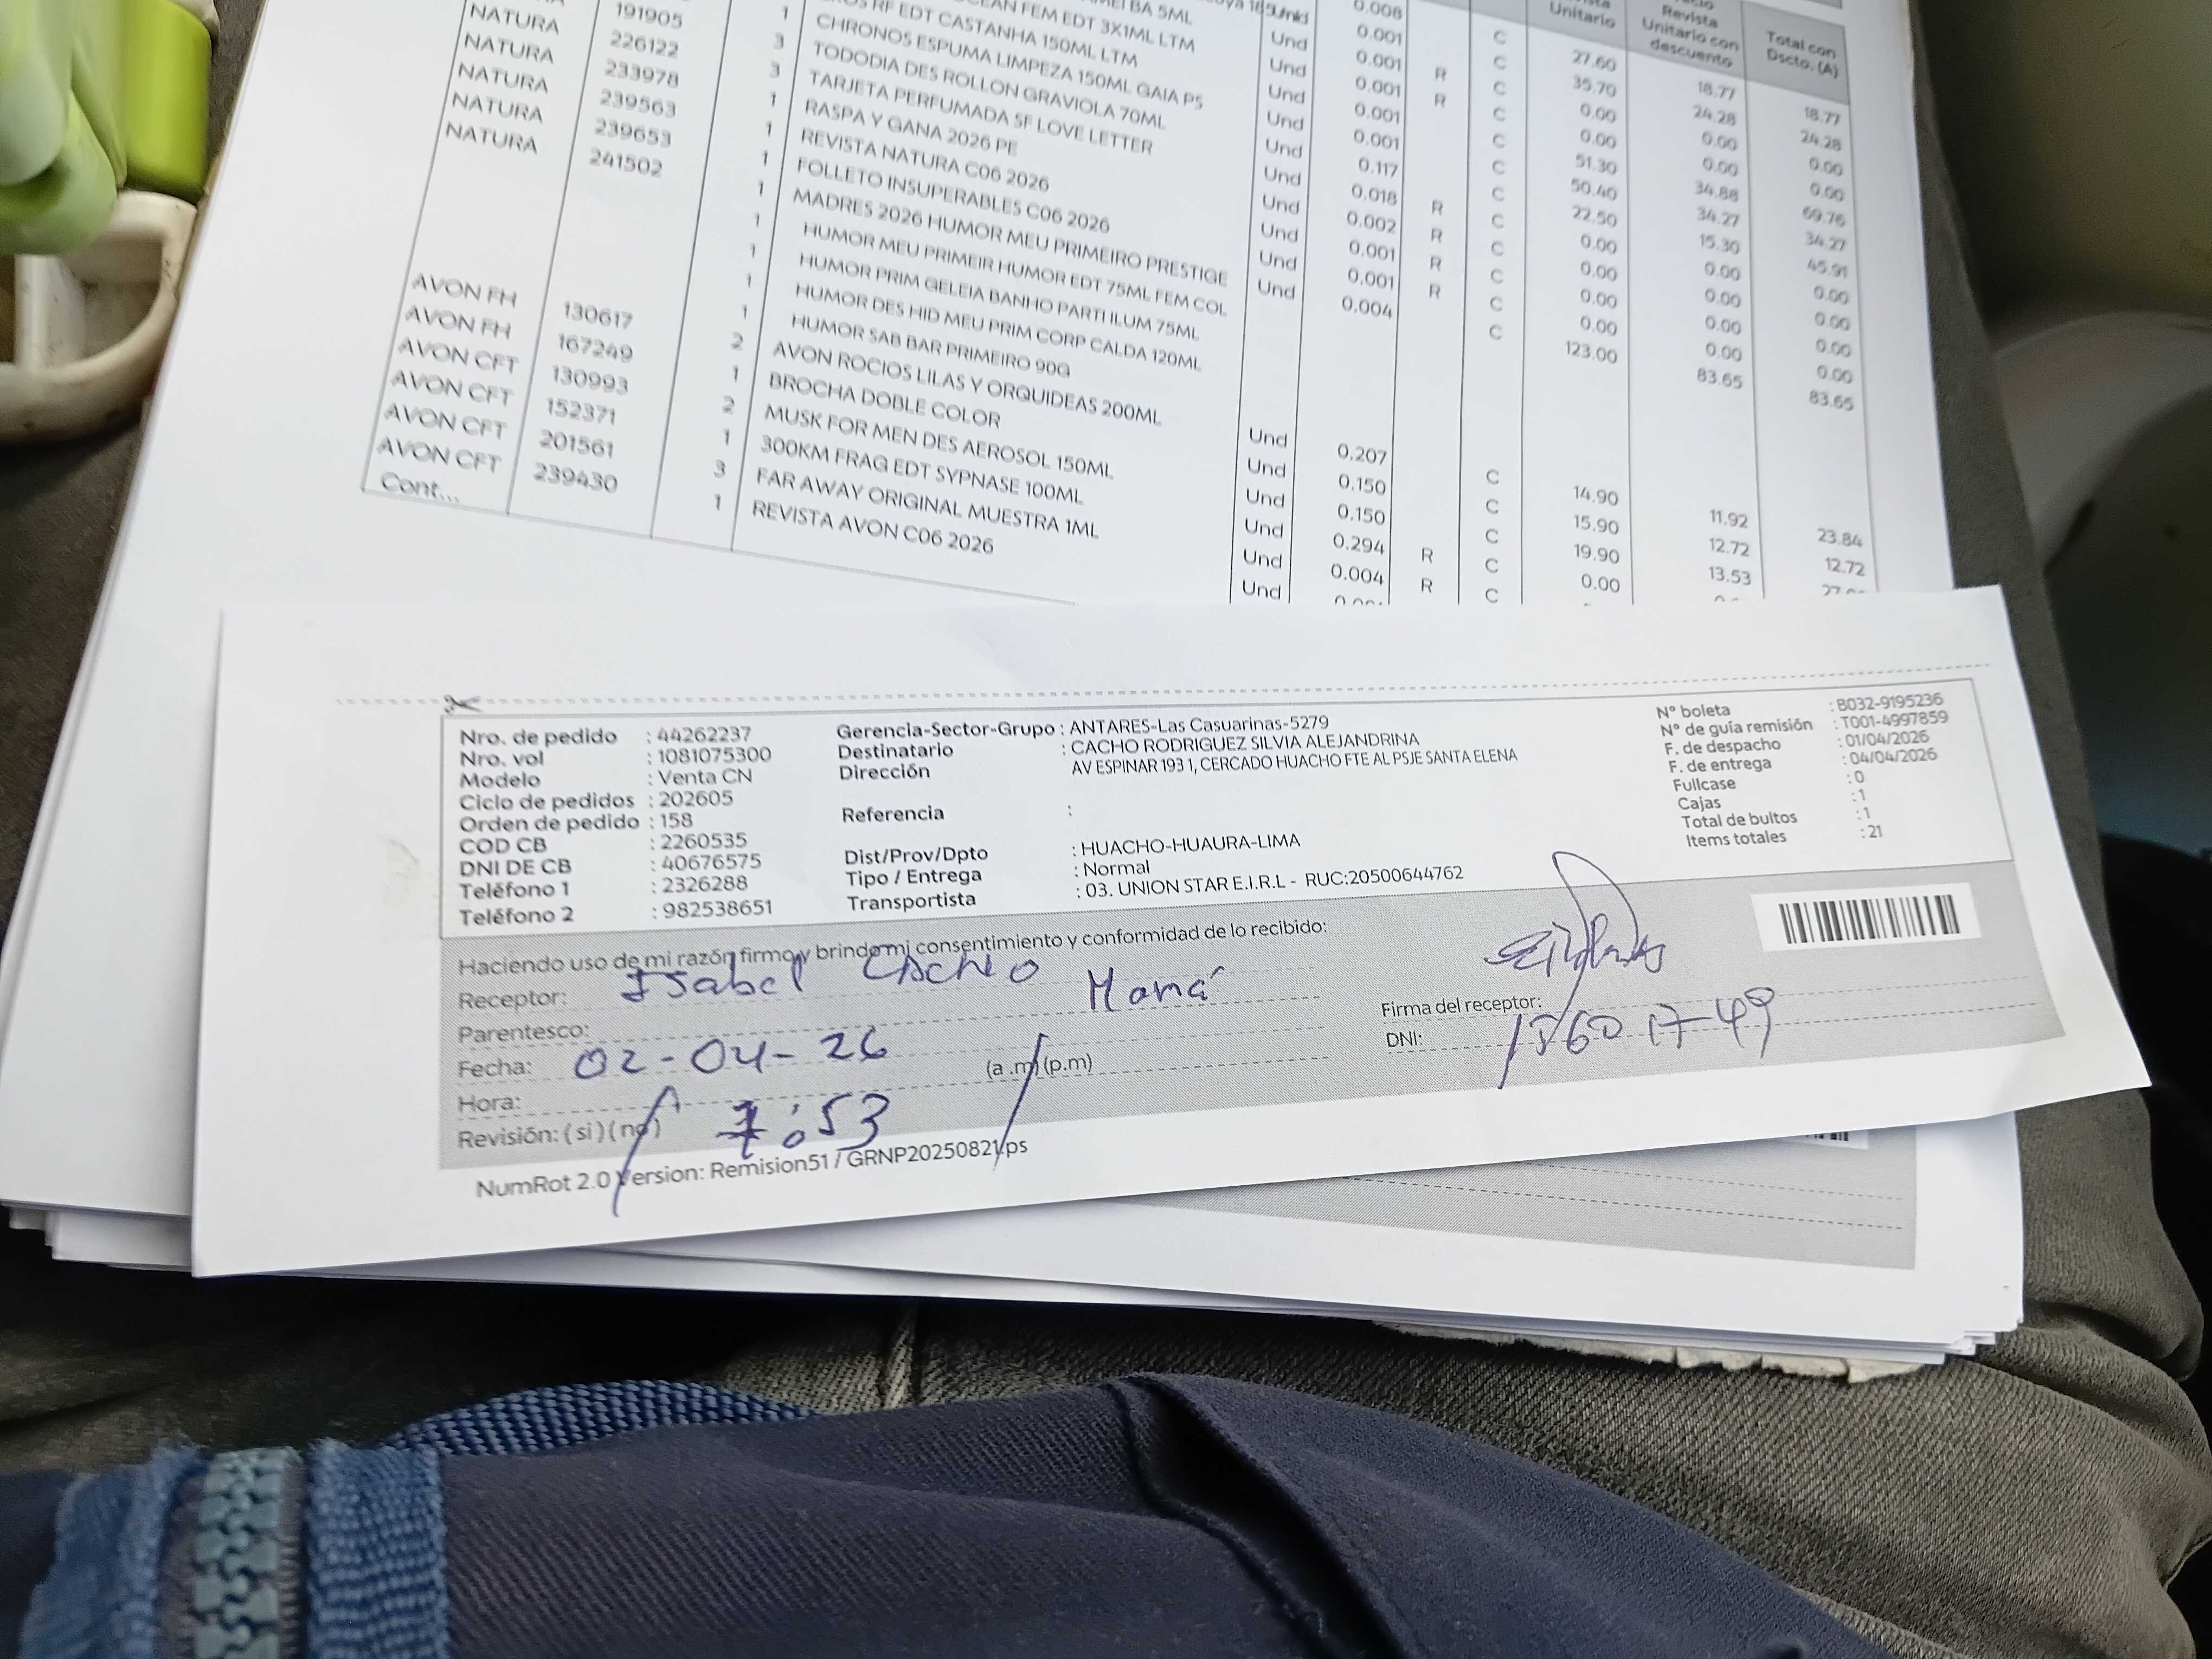 Unitario
Revista
Unitario con
descuento
Total con
Dscto. (A)
NATURA 191905 1 RF EDT CASTANHA 150ML LTM
NATURA 226122 3 CHRONOS ESPUMA LIMPEZA 150ML GAIA PS
NATURA 233978 3 TODODIA DES ROLLON GRAVIOLA 70ML
NATURA 239563 1 TARJETA PERFUMADA SF LOVE LETTER
NATURA 239653 1 RASPA Y GANA 2026 PE
241502 1 REVISTA NATURA C06 2026
1 FOLLETO INSUPERABLES C06 2026
1 MADRES 2026 HUMOR MEU PRIMEIRO PRESTIGE
1 HUMOR MEU PRIMEIR HUMOR EDT 75ML FEM COL
1 HUMOR PRIM GELEIA BANHO PARTI ILUM 75ML
1 HUMOR DES HID MEU PRIM CORP CALDA 120ML
HUMOR SAB BAR PRIMEIRO 90G
AVON FH 130617 2 AVON ROCIOS LILAS Y ORQUIDEAS 200ML
AVON FH 167249 1 BROCHA DOBLE COLOR
AVON CFT 130993 2 MUSK FOR MEN DES AEROSOL 150ML
AVON CFT 152371 1 300KM FRAG EDT SYPNASE 100ML
AVON CFT 201561 3 FAR AWAY ORIGINAL MUESTRA 1ML
AVON CFT 239430 1 REVISTA AVON C06 2026
Cont...
Und 0.008
Und 0.001 C 27.60 18.77 18.77
Und 0.001 R C 35.70 24.28 24.28
Und 0.001 R C 0.00 0.00 0.00
Und 0.001 C 0.00 0.00 0.00
Und 0.001 C 51.30 34.88 69.76
Und 0.117 C 50.40 34.27 34.27
Und 0.018 R C 22.50 15.30 45.91
Und 0.002 R C 0.00 0.00 0.00
Und 0.001 R C 0.00 0.00 0.00
Und 0.001 R C 0.00 0.00 0.00
0.004 C 123.00 83.65 83.65
Und 0.207 C 14.90 11.92 23.84
Und 0.150 C 15.90 12.72 12.72
Und 0.150 C 19.90 13.53
Und 0.294 R C 0.00
Und 0.004 R C
Und
Nro. de pedido : 44262237
Nro. vol : 1081075300
Modelo : Venta CN
Ciclo de pedidos : 202605
Orden de pedido : 158
COD CB : 2260535
DNI DE CB : 40676575
Teléfono 1 : 2326288
Teléfono 2 : 982538651
Gerencia-Sector-Grupo : ANTARES-Las Casuarinas-5279
Destinatario : CACHO RODRIGUEZ SILVIA ALEJANDRINA
Dirección AV ESPINAR 193 1, CERCADO HUACHO FTE AL PSJE SANTA ELENA
Referencia :
Dist/Prov/Dpto : HUACHO-HUAURA-LIMA
Tipo / Entrega : Normal
Transportista : 03. UNION STAR E.I.R.L - RUC:20500644762
N° boleta : B032-9195236
N° de guía remisión : T001-4997859
F. de despacho : 01/04/2026
F. de entrega : 04/04/2026
Fullcase : 0
Cajas : 1
Total de bultos : 1
Items totales : 21
Haciendo uso de mi razón firmo y brindo mi consentimiento y conformidad de lo recibido:
Receptor: Isabel Cacho
Parentesco: Mamá
Fecha: 02-04-26
(a .m) (p.m)
Hora: 7:53
Revisión: ( si ) ( no )
Firma del receptor:
DNI: 15601749
NumRot 2.0 Version: Remision51 / GRNP20250821.ps